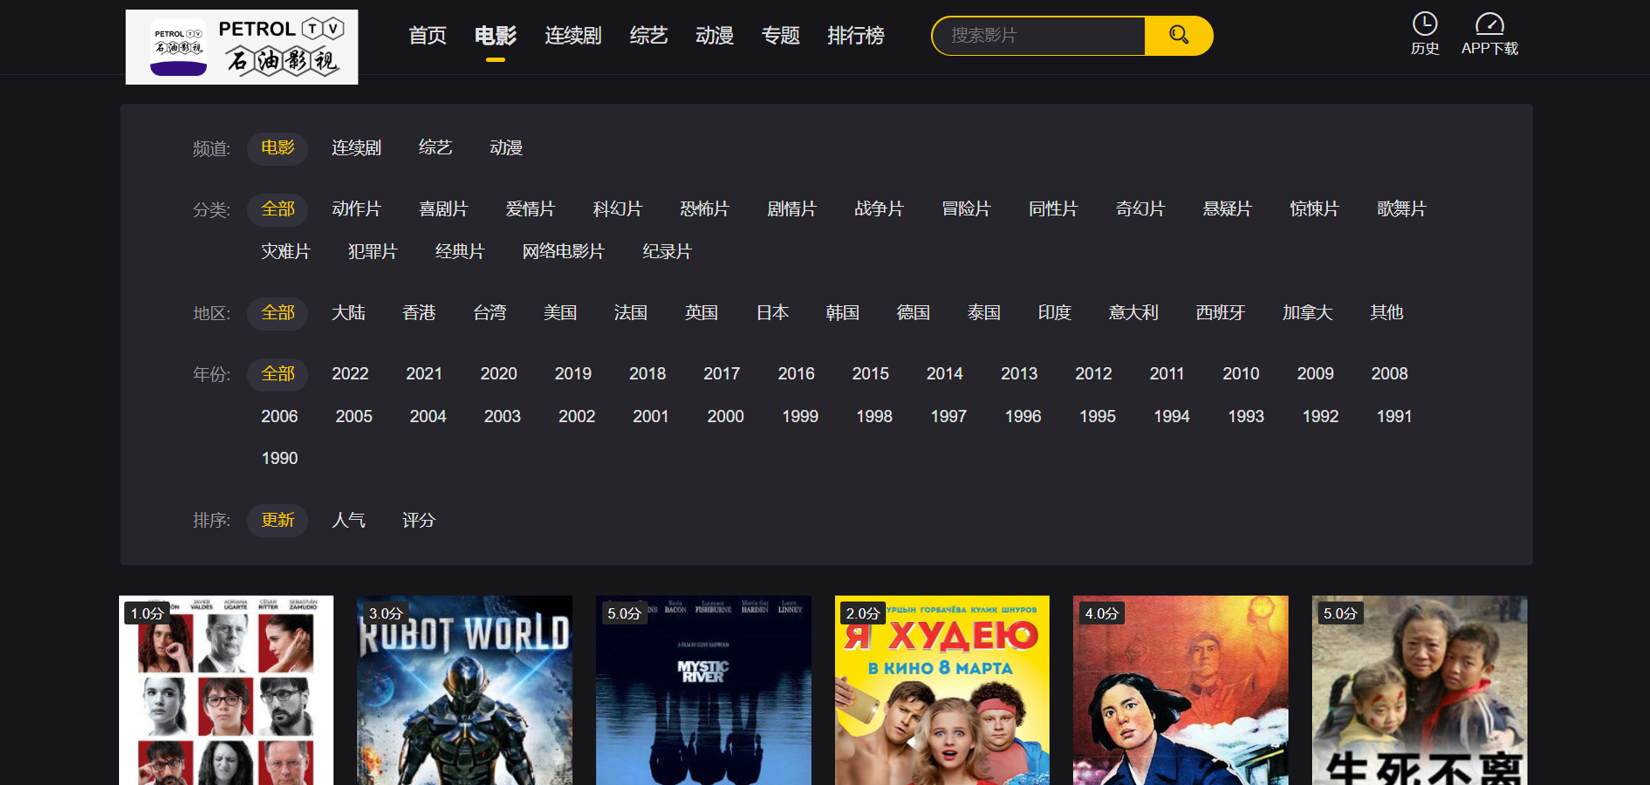 PETROL TV
石油影视
PETROL TV
石油影视
首页 电影 连续剧 综艺 动漫 专题 排行榜
搜索影片
历史 APP下载
频道: 电影 连续剧 综艺 动漫
分类: 全部 动作片 喜剧片 爱情片 科幻片 恐怖片 剧情片 战争片 冒险片 同性片 奇幻片 悬疑片 惊悚片 歌舞片
灾难片 犯罪片 经典片 网络电影片 纪录片
地区: 全部 大陆 香港 台湾 美国 法国 英国 日本 韩国 德国 泰国 印度 意大利 西班牙 加拿大 其他
年份: 全部 2022 2021 2020 2019 2018 2017 2016 2015 2014 2013 2012 2011 2010 2009 2008
2006 2005 2004 2003 2002 2001 2000 1999 1998 1997 1996 1995 1994 1993 1992 1991
1990
排序: 更新 人气 评分
1.0分
JAVIER VALDÉS ADRIANA UGARTE CÉSAR RITTER SEBASTIÁN ZAMUDIO
3.0分
ROBOT WORLD
5.0分
KEVIN BACON LAURENCE FISHBURNE MARCIA GAY HARDEN LAURA LINNEY
A FILM BY CLINT EASTWOOD
MYSTIC
RIVER
2.0分
ГОРБАЧЁВА КУЛИК ШНУРОВ
Я ХУДЕЮ
В КИНО 8 МАРТА
4.0分
5.0分
生死不离